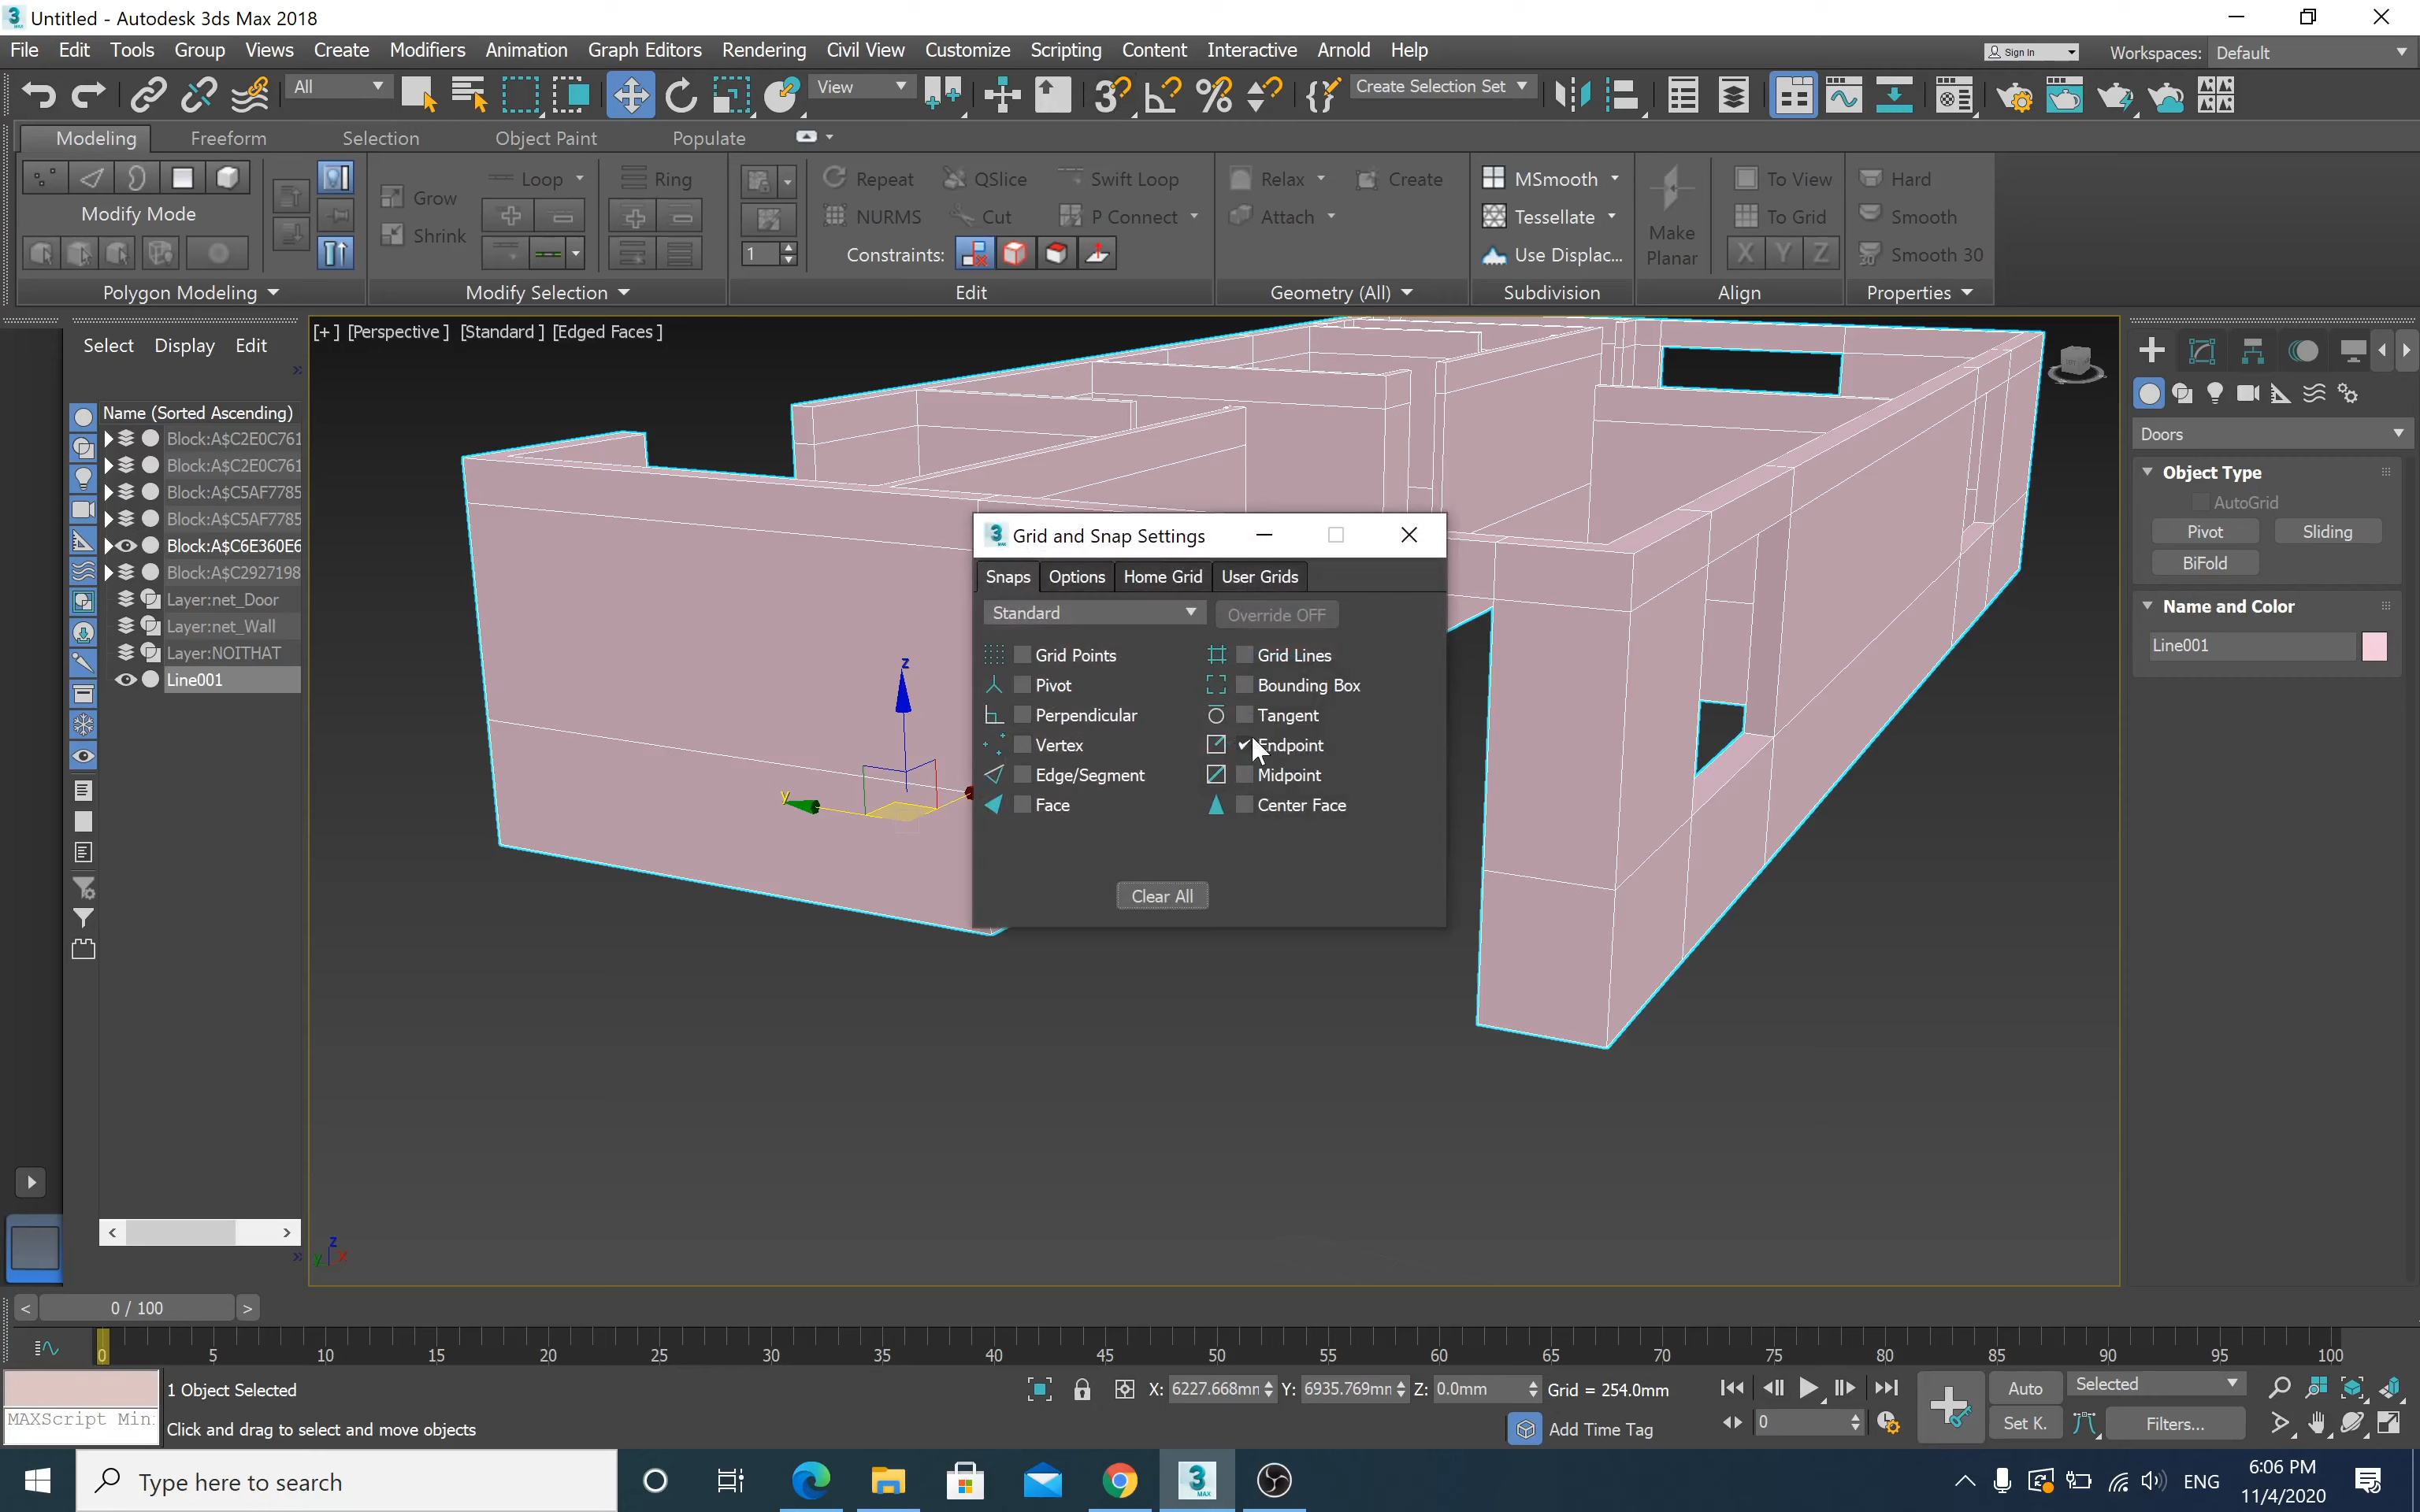 Untitled - Autodesk 3ds Max 2018
File Edit Tools Group Views Create Modifiers Animation Graph Editors Rendering Civil View Customize Scripting Content Interactive Arnold Help
Sign In
Workspaces: Default
All
View
Create Selection Set
Modeling Freeform Selection Object Paint Populate
Grow Loop Ring Repeat QSlice Swift Loop Relax Create MSmooth To View Hard
Modify Mode
Shrink NURMS Cut P Connect Attach Tessellate Make Planar To Grid Smooth
1 Constraints: Use Displac... X Y Z Smooth 30
Polygon Modeling Modify Selection Edit Geometry (All) Subdivision Align Properties
Select Display Edit
[+] [Perspective] [Standard] [Edged Faces]
Name (Sorted Ascending)
Block:A$C2E0C761
Block:A$C2E0C761
Block:A$C5AF7785
Block:A$C5AF7785
Block:A$C6E360E6
Block:A$C2927198
Layer:net_Door
Layer:net_Wall
Layer:NOITHAT
Line001
Grid and Snap Settings
Snaps Options Home Grid User Grids
Standard Override OFF
Grid Points Grid Lines
Pivot Bounding Box
Perpendicular Tangent
Vertex Endpoint
Edge/Segment Midpoint
Face Center Face
Clear All
z
y
Doors
Object Type
AutoGrid
Pivot Sliding
BiFold
Name and Color
Line001
z
y x
0 / 100
0 5 10 15 20 25 30 35 40 45 50 55 60 65 70 75 80 85 90 95 100
1 Object Selected
X: 6227.668mm Y: 6935.769mm Z: 0.0mm Grid = 254.0mm
Auto Selected
MAXScript Min
Click and drag to select and move objects
Add Time Tag
0
Set K. Filters...
Type here to search
ENG
6:06 PM
11/4/2020